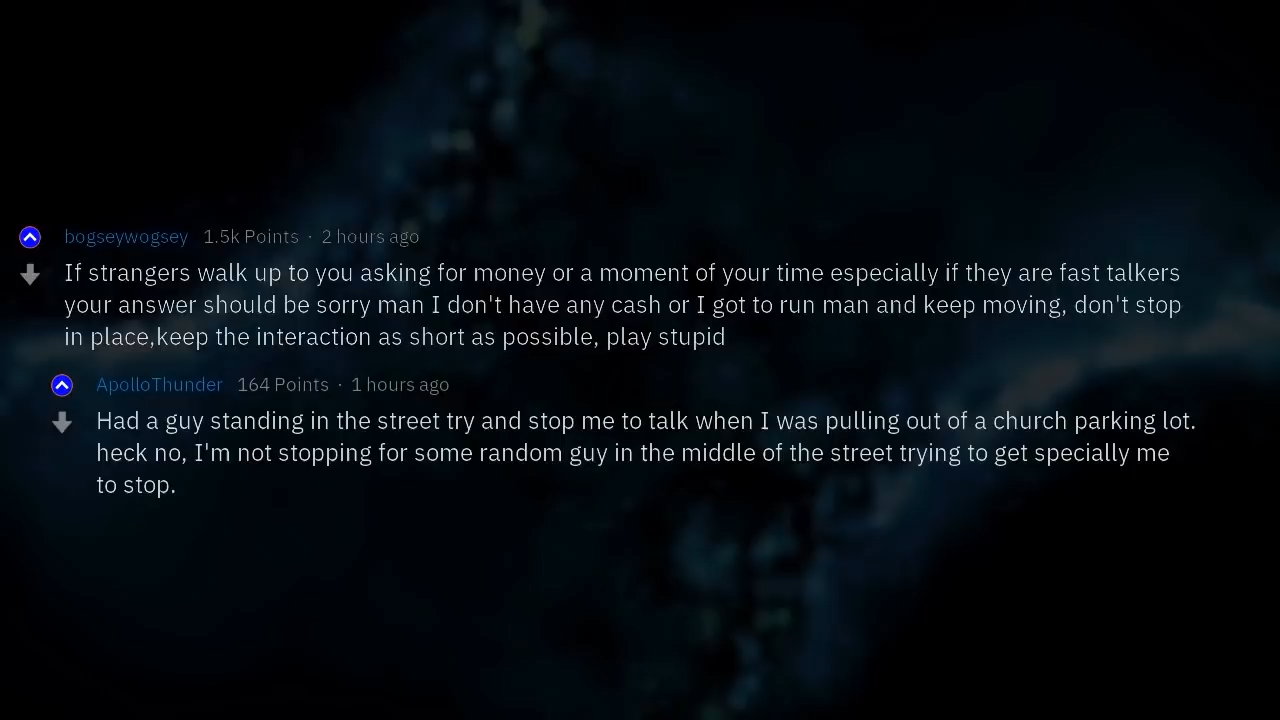 bogseywogsey 1.5k Points · 2 hours ago
If strangers walk up to you asking for money or a moment of your time especially if they are fast talkers
your answer should be sorry man I don't have any cash or I got to run man and keep moving, don't stop
in place,keep the interaction as short as possible, play stupid
ApolloThunder 164 Points · 1 hours ago
Had a guy standing in the street try and stop me to talk when I was pulling out of a church parking lot.
heck no, I'm not stopping for some random guy in the middle of the street trying to get specially me
to stop.